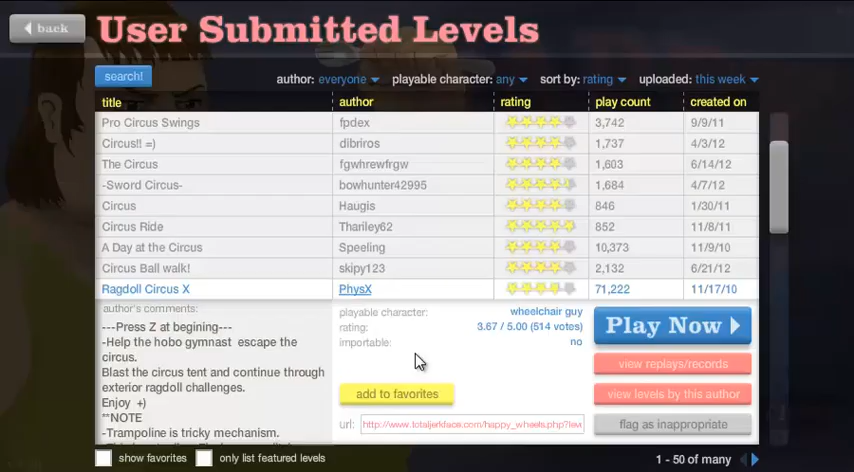 back
User Submitted Levels
search!
author: everyone playable character: any sort by: rating uploaded: this week
title author rating play count created on
Pro Circus Swings fpdex 3,742 9/9/11
Circus!! =) dibriros 1,737 4/3/12
The Circus fgwhrewfrgw 1,603 6/14/12
-Sword Circus- bowhunter42995 1,684 4/7/12
Circus Haugis 846 1/30/11
Circus Ride Thariley62 852 11/8/11
A Day at the Circus Speeling 10,373 11/9/10
Circus Ball walk! skipy123 2,132 6/21/12
Ragdoll Circus X PhysX 71,222 11/17/10
author's comments:
---Press Z at begining---
-Help the hobo gymnast escape the
circus.
Blast the circus tent and continue through
exterior ragdoll challenges.
Enjoy +)
**NOTE
-Trampoline is tricky mechanism.
playable character: wheelchair guy
rating: 3.67 / 5.00 (514 votes)
importable: no
add to favorites
url: http://www.totaljerkface.com/happy_wheels.php?leve
Play Now
view replays/records
view levels by this author
flag as inappropriate
show favorites only list featured levels
1 - 50 of many